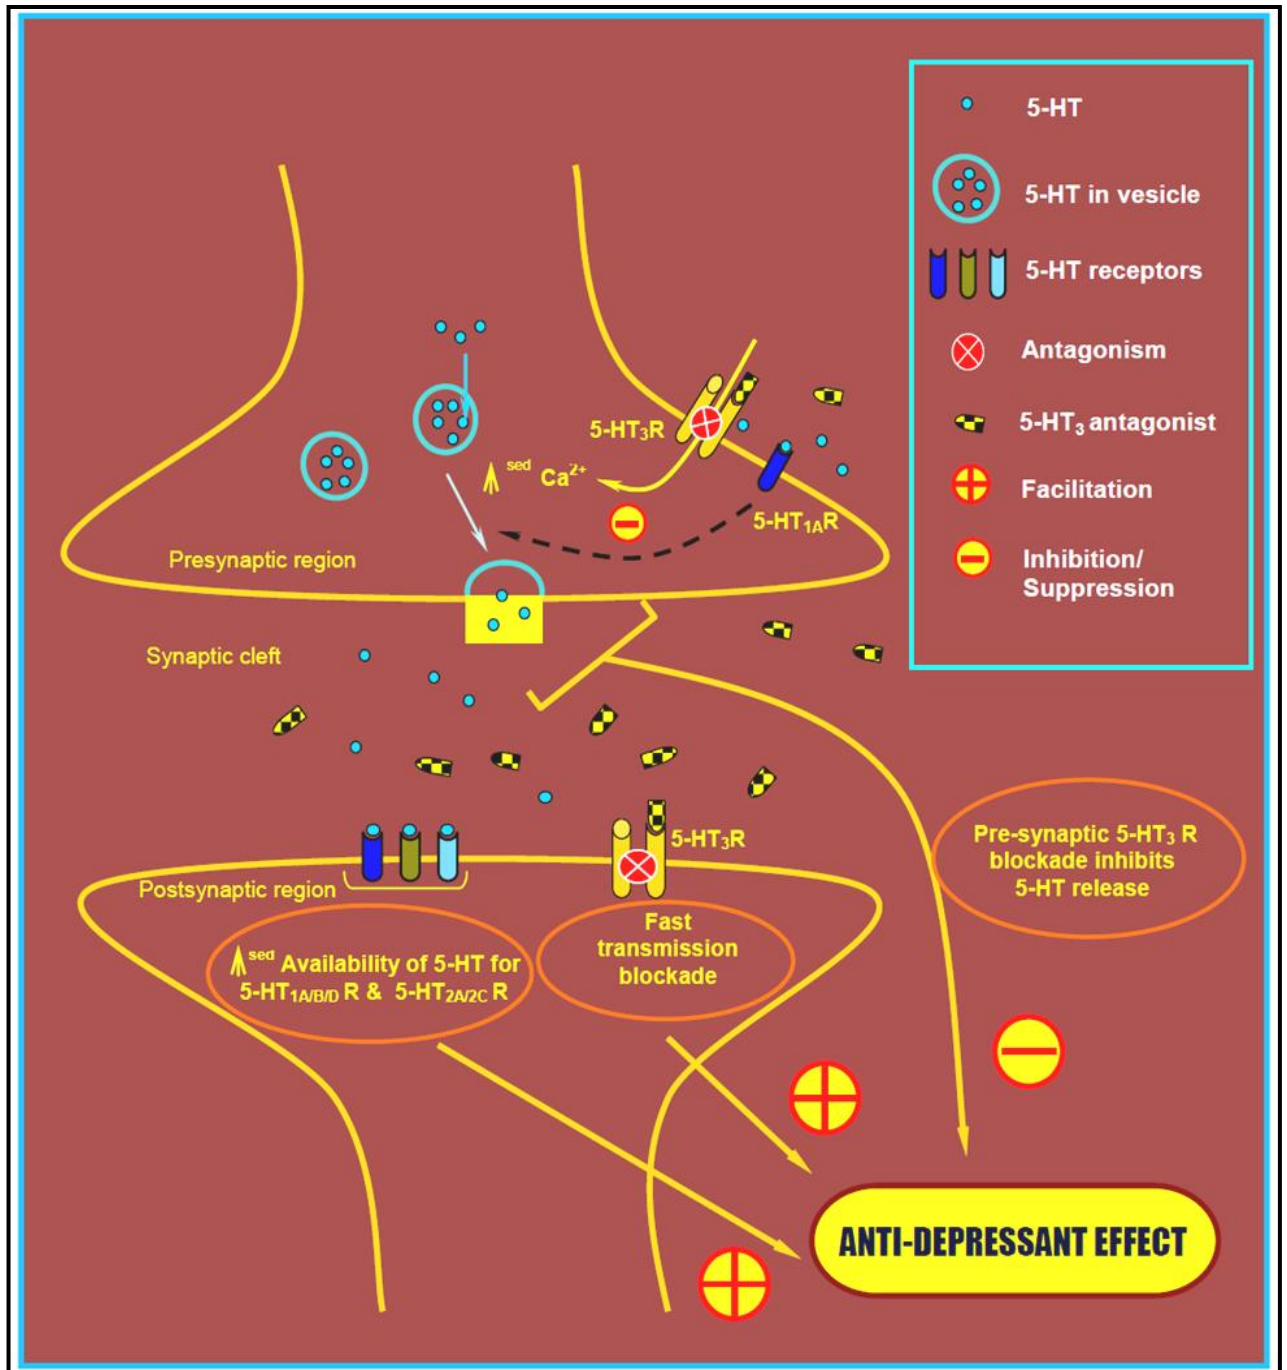 5-HT
5-HT in vesicle
5-HT receptors
Antagonism
5-HT₃ antagonist
Facilitation
Inhibition/
Suppression
5-HT₃R
sed Ca²⁺
5-HT₁ₐR
Presynaptic region
Synaptic cleft
5-HT₃R
Postsynaptic region
Pre-synaptic 5-HT₃ R
blockade inhibits
5-HT release
Fast
transmission
blockade
sed Availability of 5-HT for
5-HT1A/B/D R & 5-HT2A/2C R
ANTI-DEPRESSANT EFFECT